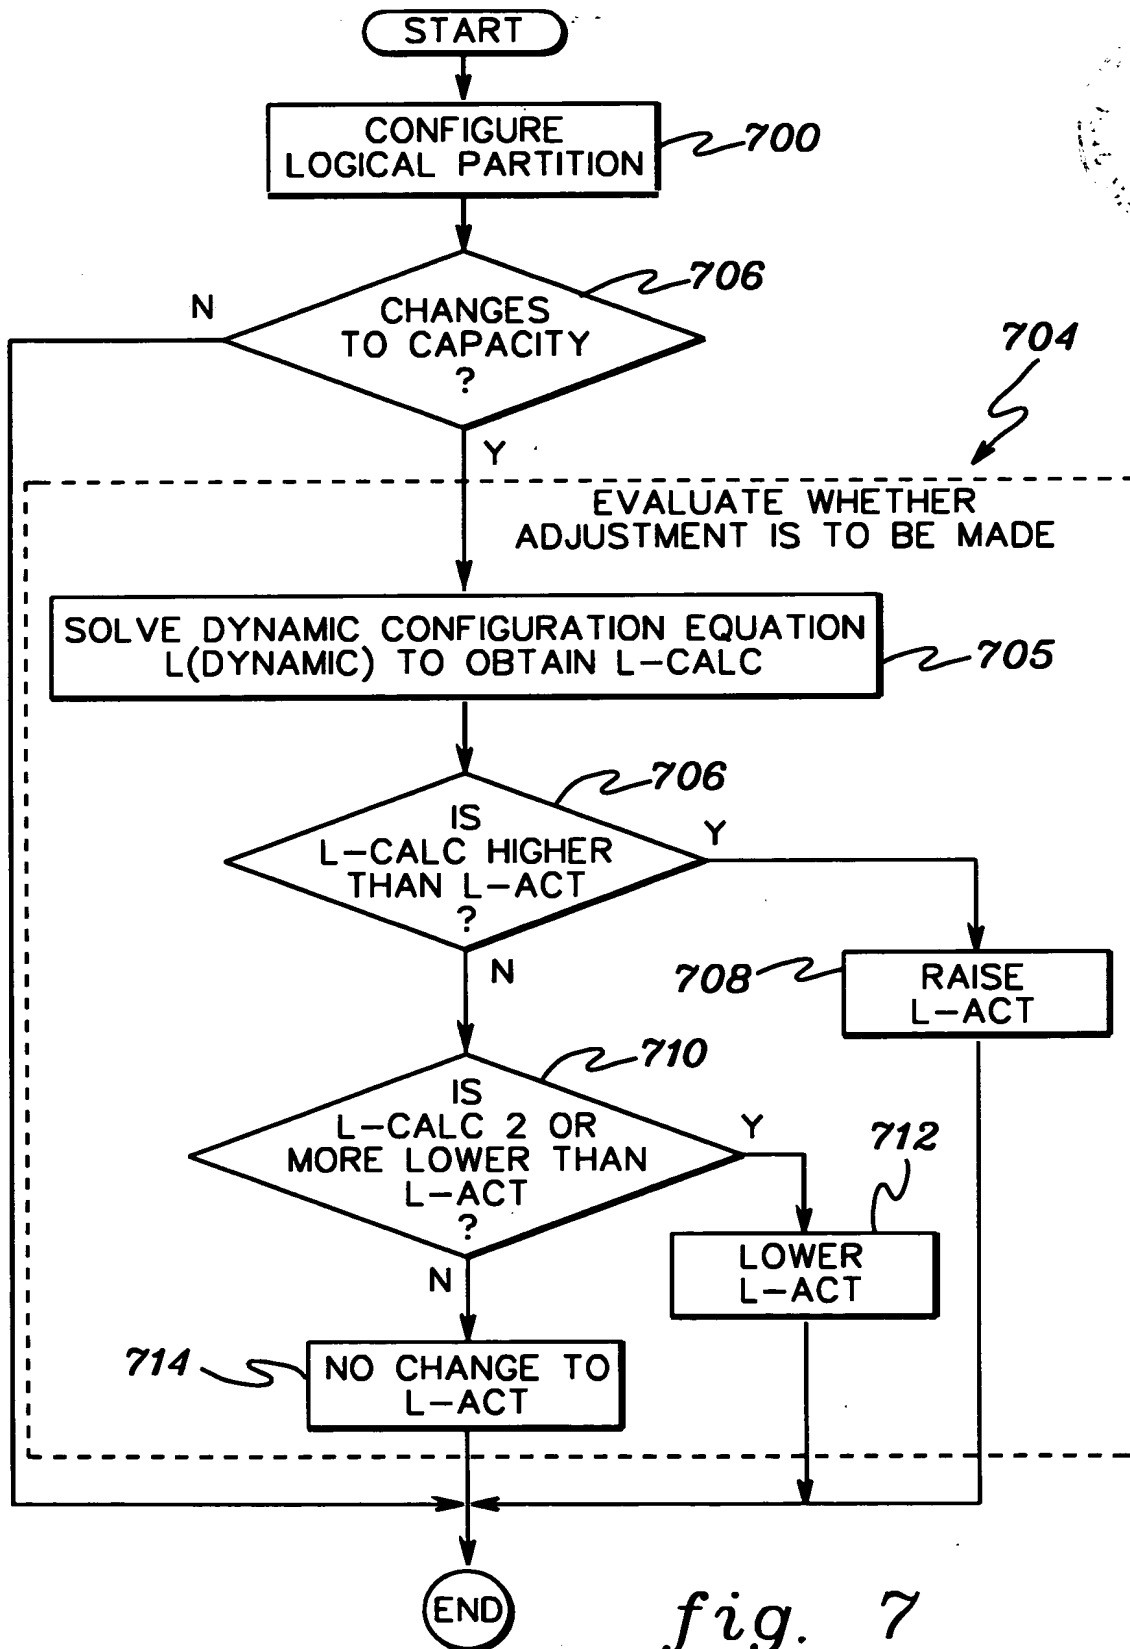 START
CONFIGURE
LOGICAL PARTITION
700
706
N
CHANGES
TO CAPACITY
?
704
Y
EVALUATE WHETHER
ADJUSTMENT IS TO BE MADE
SOLVE DYNAMIC CONFIGURATION EQUATION
L(DYNAMIC) TO OBTAIN L-CALC
705
706
IS
L-CALC HIGHER
THAN L-ACT
?
Y
N
708
RAISE
L-ACT
710
IS
L-CALC 2 OR
MORE LOWER THAN
L-ACT
?
Y
712
N
LOWER
L-ACT
714
NO CHANGE TO
L-ACT
END
fig. 7